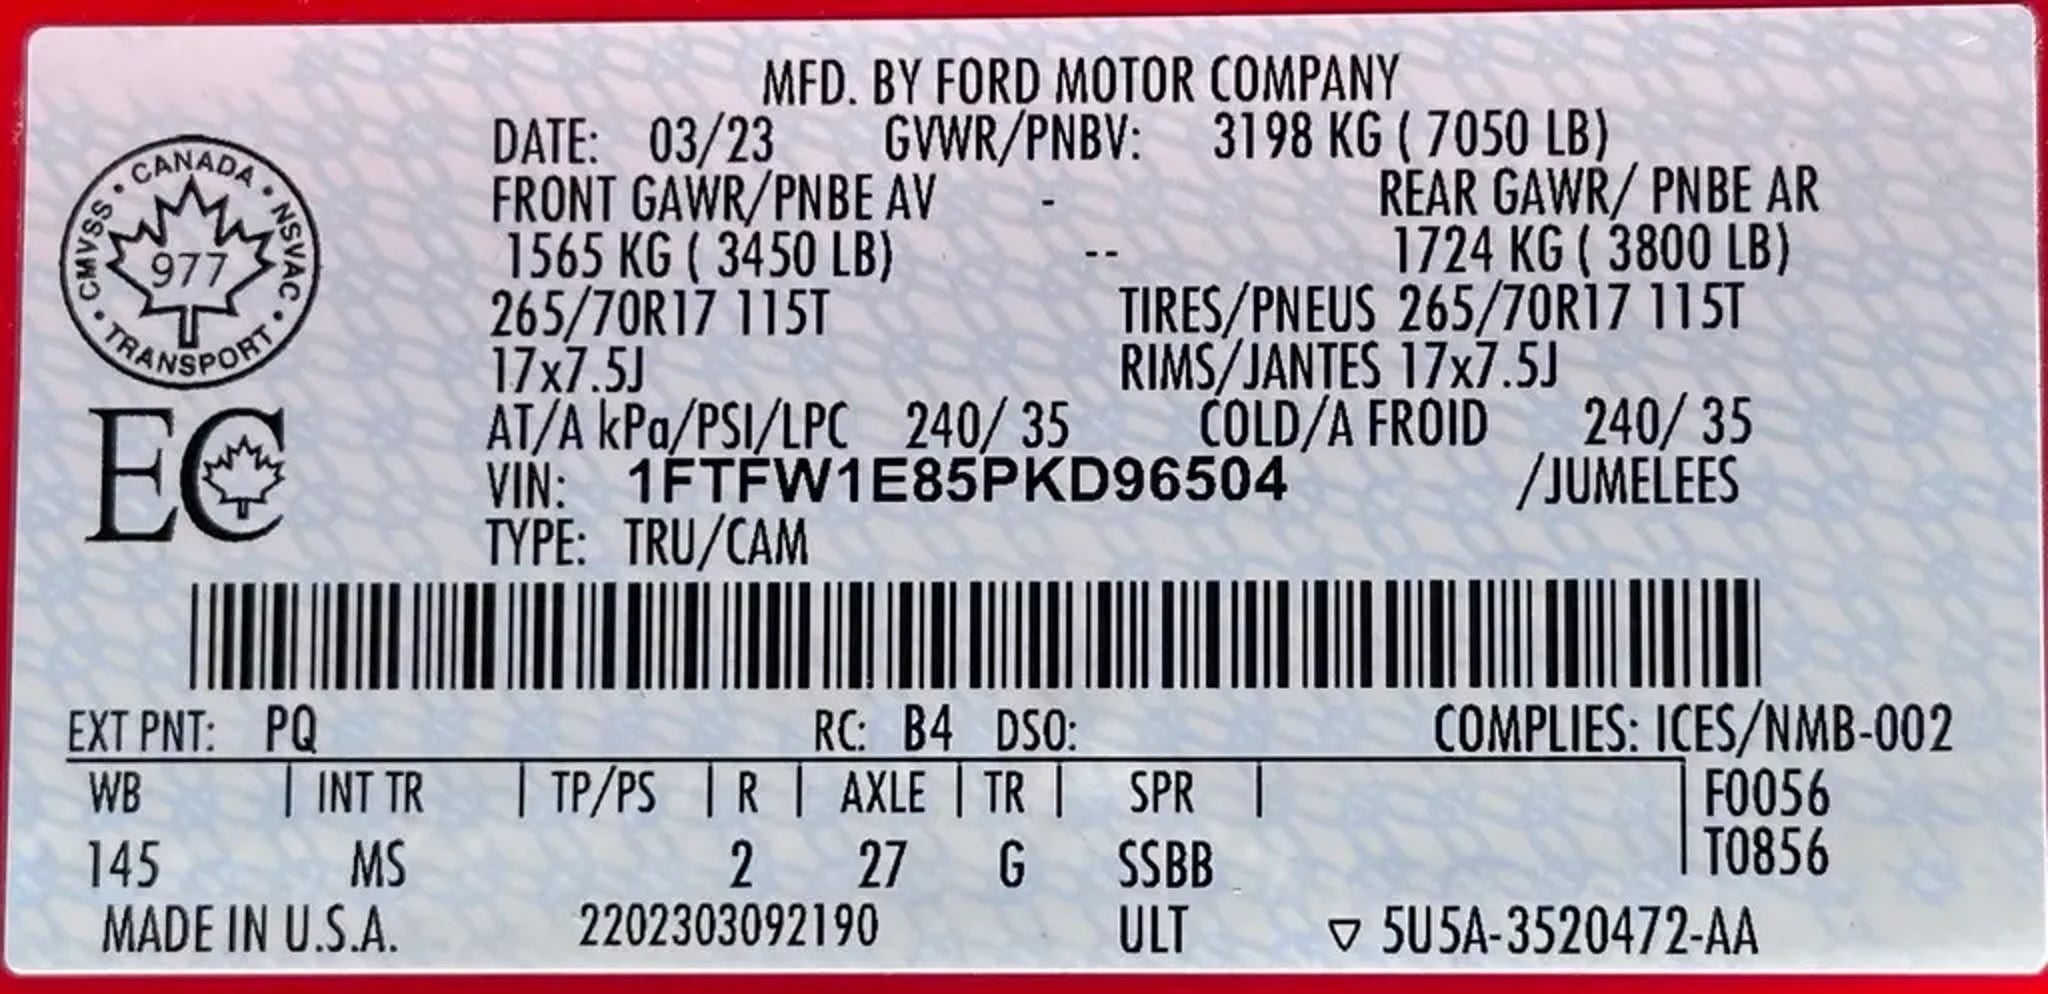 MFD. BY FORD MOTOR COMPANY
DATE: 03/23 GVWR/PNBV: 3198 KG ( 7050 LB)
FRONT GAWR/PNBE AV - REAR GAWR/ PNBE AR
1565 KG ( 3450 LB) -- 1724 KG ( 3800 LB)
265/70R17 115T TIRES/PNEUS 265/70R17 115T
17x7.5J RIMS/JANTES 17x7.5J
AT/A kPa/PSI/LPC 240/ 35 COLD/A FROID 240/ 35
VIN: 1FTFW1E85PKD96504 /JUMELEES
TYPE: TRU/CAM
CANADA
CMVSS • NSVAC
977
TRANSPORT
EC
EXT PNT: PQ RC: B4 DSO: COMPLIES: ICES/NMB-002
WB | INT TR | TP/PS | R | AXLE | TR | SPR | F0056
T0856
145 MS 2 27 G SSBB
MADE IN U.S.A. 2202303092190 ULT ▽ 5U5A-3520472-AA